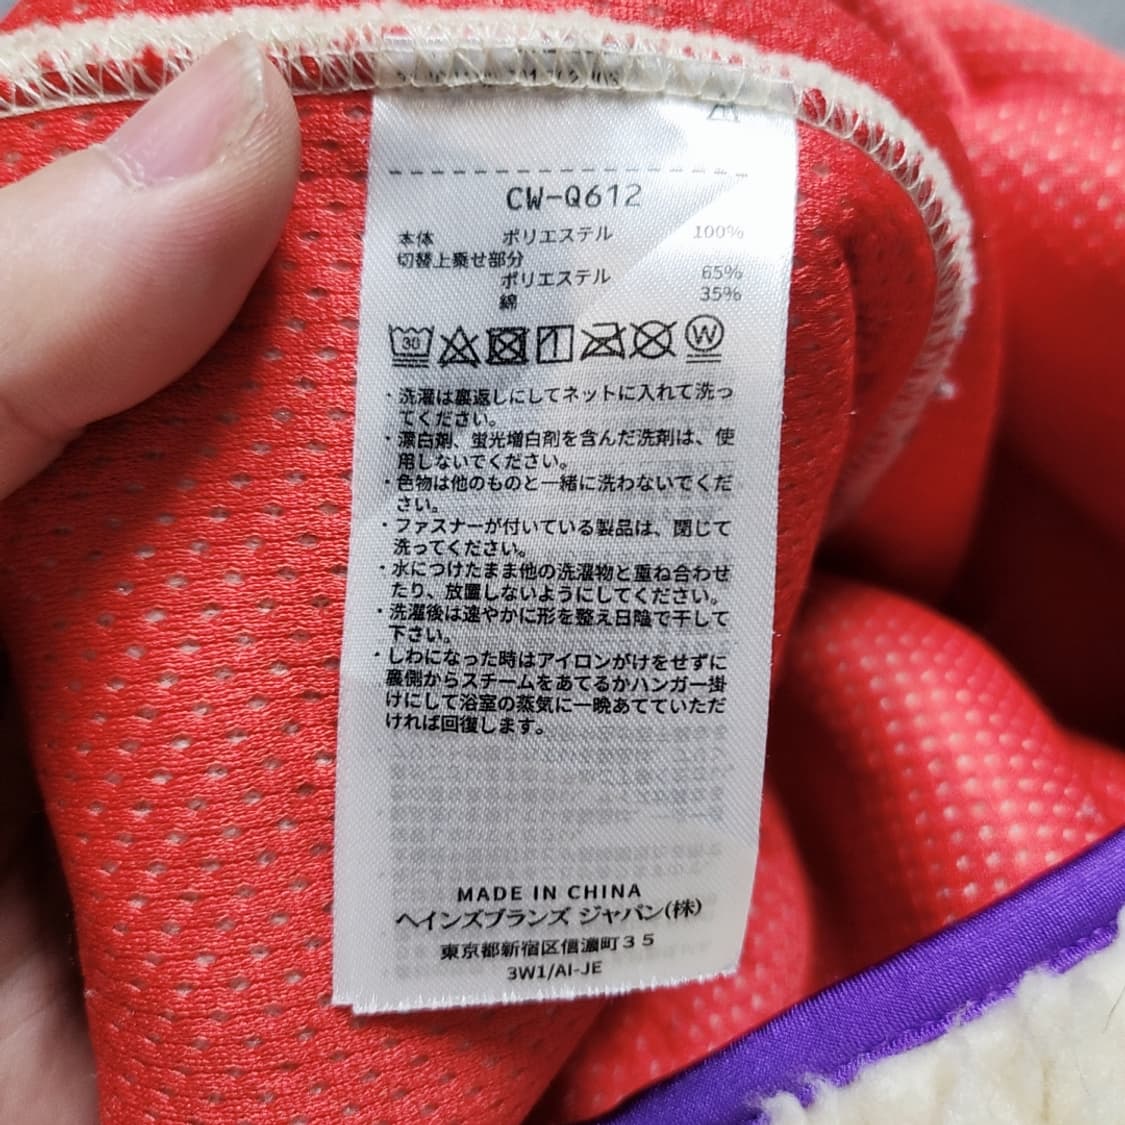 CW-Q612
本体 ポリエステル 100%
切替上乗せ部分
ポリエステル 65%
綿 35%
30 W
・洗濯は裏返しにしてネットに入れて洗っ
てください。
・漂白剤、蛍光増白剤を含んだ洗剤は、使
用しないでください。
・色物は他のものと一緒に洗わないでくだ
さい。
・ファスナーが付いている製品は、閉じて
洗ってください。
・水につけたまま他の洗濯物と重ね合わせ
たり、放置しないようにしてください。
・洗濯後は速やかに形を整え日陰で干して
下さい。
・しわになった時はアイロンがけをせずに
裏側からスチームをあてるかハンガー掛
けにして浴室の蒸気に一晩あてていただ
ければ回復します。
MADE IN CHINA
ヘインズブランズ ジャパン(株)
東京都新宿区信濃町35
3W1/AI-JE